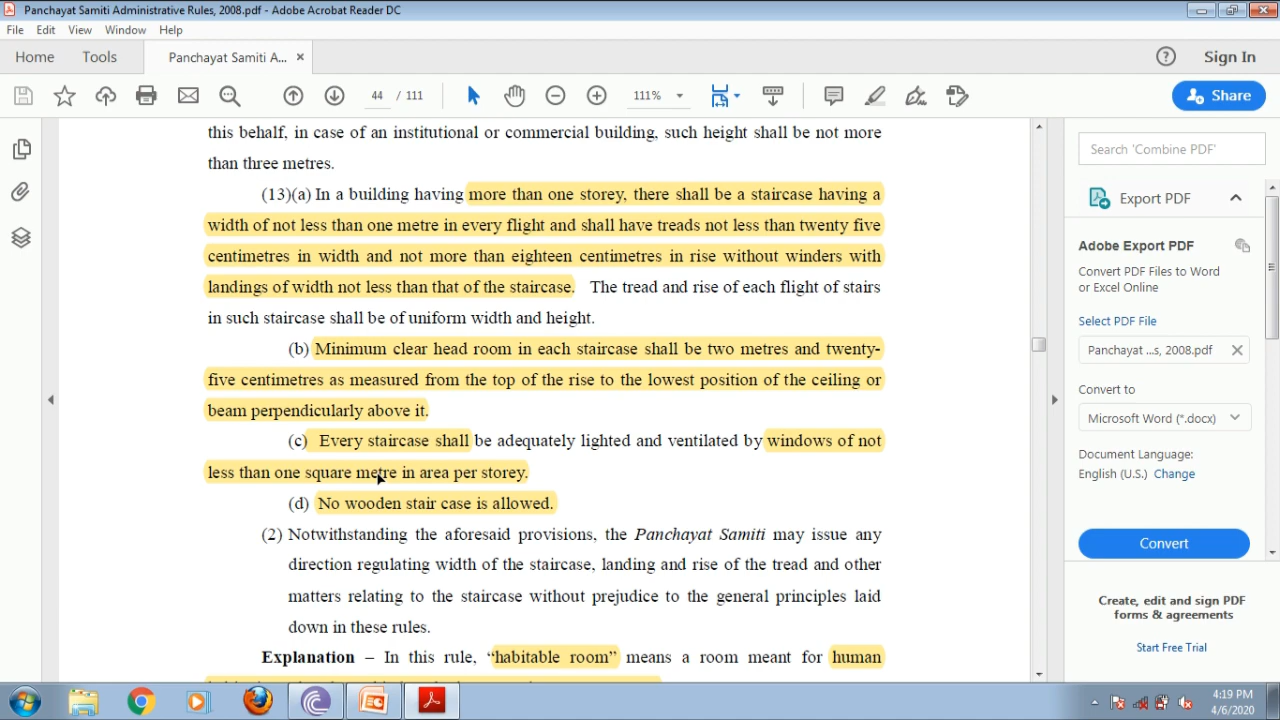 Panchayat Samiti Administrative Rules, 2008.pdf - Adobe Acrobat Reader DC
File Edit View Window Help
Home Tools Panchayat Samiti A... × Sign In
44 / 111 111% Share
this behalf, in case of an institutional or commercial building, such height shall be not more
than three metres.
(13)(a) In a building having more than one storey, there shall be a staircase having a
width of not less than one metre in every flight and shall have treads not less than twenty five
centimetres in width and not more than eighteen centimetres in rise without winders with
landings of width not less than that of the staircase. The tread and rise of each flight of stairs
in such staircase shall be of uniform width and height.
(b) Minimum clear head room in each staircase shall be two metres and twenty-
five centimetres as measured from the top of the rise to the lowest position of the ceiling or
beam perpendicularly above it.
(c) Every staircase shall be adequately lighted and ventilated by windows of not
less than one square metre in area per storey.
(d) No wooden stair case is allowed.
(2) Notwithstanding the aforesaid provisions, the Panchayat Samiti may issue any
direction regulating width of the staircase, landing and rise of the tread and other
matters relating to the staircase without prejudice to the general principles laid
down in these rules.
Explanation – In this rule, “habitable room” means a room meant for human
Search 'Combine PDF'
Export PDF
Adobe Export PDF
Convert PDF Files to Word
or Excel Online
Select PDF File
Panchayat ...s, 2008.pdf
Convert to
Microsoft Word (*.docx)
Document Language:
English (U.S.) Change
Convert
Create, edit and sign PDF
forms & agreements
Start Free Trial
4:19 PM
4/6/2020